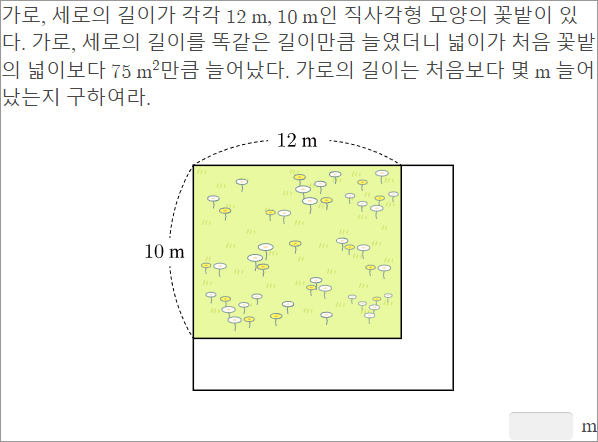 가로, 세로의 길이가 각각 12 m, 10 m인 직사각형 모양의 꽃밭이 있
다. 가로, 세로의 길이를 똑같은 길이만큼 늘였더니 넓이가 처음 꽃밭
의 넓이보다 75 m²만큼 늘어났다. 가로의 길이는 처음보다 몇 m 늘어
났는지 구하여라.
12 m
10 m
m